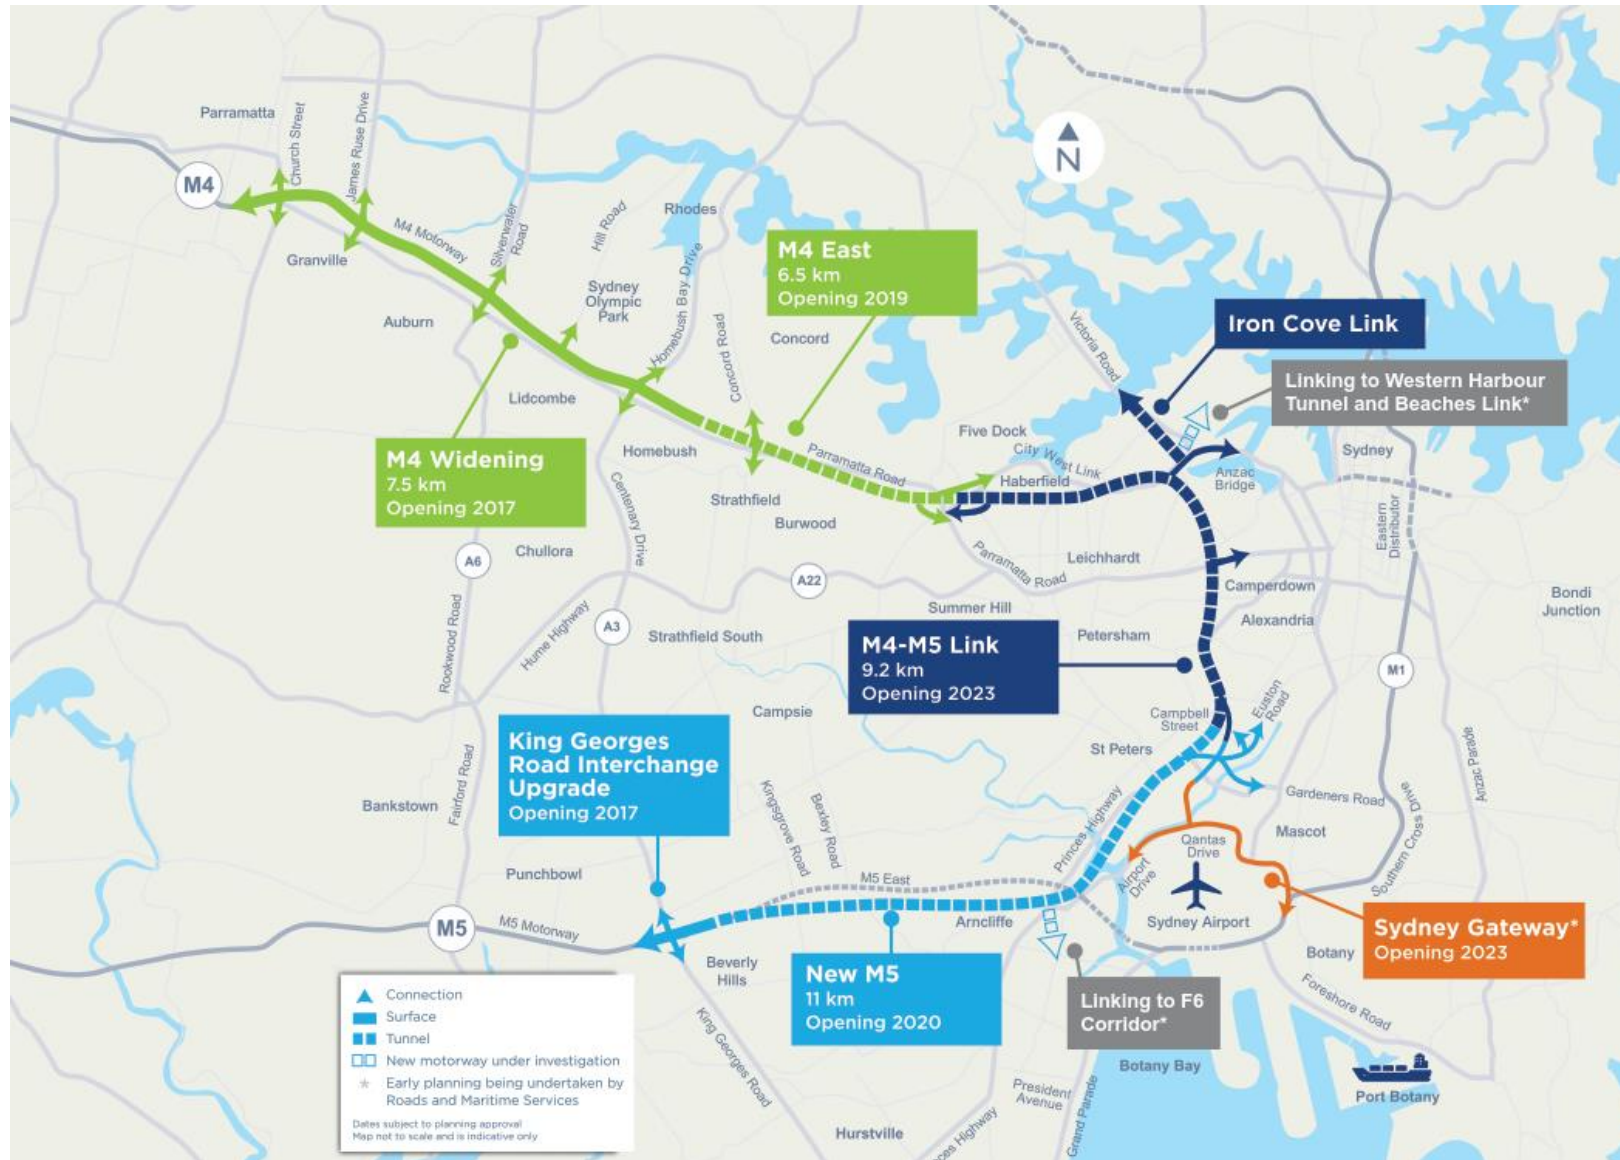 Parramatta
Church Street
James Ruse Drive
M4
M4 Motorway
Granville
Silverwater
Road
Hill Road
Rhodes
Sydney
Olympic
Park
Homebush Bay Drive
Auburn
Concord Road
Concord
N
M4 East
6.5 km
Opening 2019
Victoria Road
Iron Cove Link
Linking to Western Harbour
Tunnel and Beaches Link*
Lidcombe
M4 Widening
7.5 km
Opening 2017
Homebush
Parramatta Road
Five Dock
City West Link
Haberfield
Anzac
Bridge
Sydney
Eastern
Distributor
Strathfield
Burwood
Centenary Drive
Chullora
A6
A22
Parramatta Road
Leichhardt
Camperdown
Bondi
Junction
Rookwood Road
Hume Highway
A3
Strathfield South
Summer Hill
Petersham
Alexandria
M4-M5 Link
9.2 km
Opening 2023
M1
Campsie
Campbell
Street
Euston
Road
St Peters
Anzac Parade
King Georges
Road Interchange
Upgrade
Opening 2017
Fairford Road
Bankstown
Kingsgrove Road
Bexley Road
Princes Highway
Gardeners Road
Mascot
Southern Cross Drive
Qantas
Drive
Airport
Drive
Punchbowl
M5 East
M5
M5 Motorway
Arncliffe
Sydney Airport
Sydney Gateway*
Opening 2023
Botany
Beverly
Hills
New M5
11 km
Opening 2020
Linking to F6
Corridor*
Foreshore Road
King Georges Road
Botany Bay
Port Botany
President
Avenue
Grand Parade
Hurstville
ces Highway
Connection
Surface
Tunnel
New motorway under investigation
* Early planning being undertaken by
Roads and Maritime Services
Dates subject to planning approval
Map not to scale and is indicative only